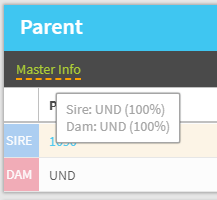 Parent
Master Info
Sire: UND (100%)
Dam: UND (100%)
SIRE
DAM UND